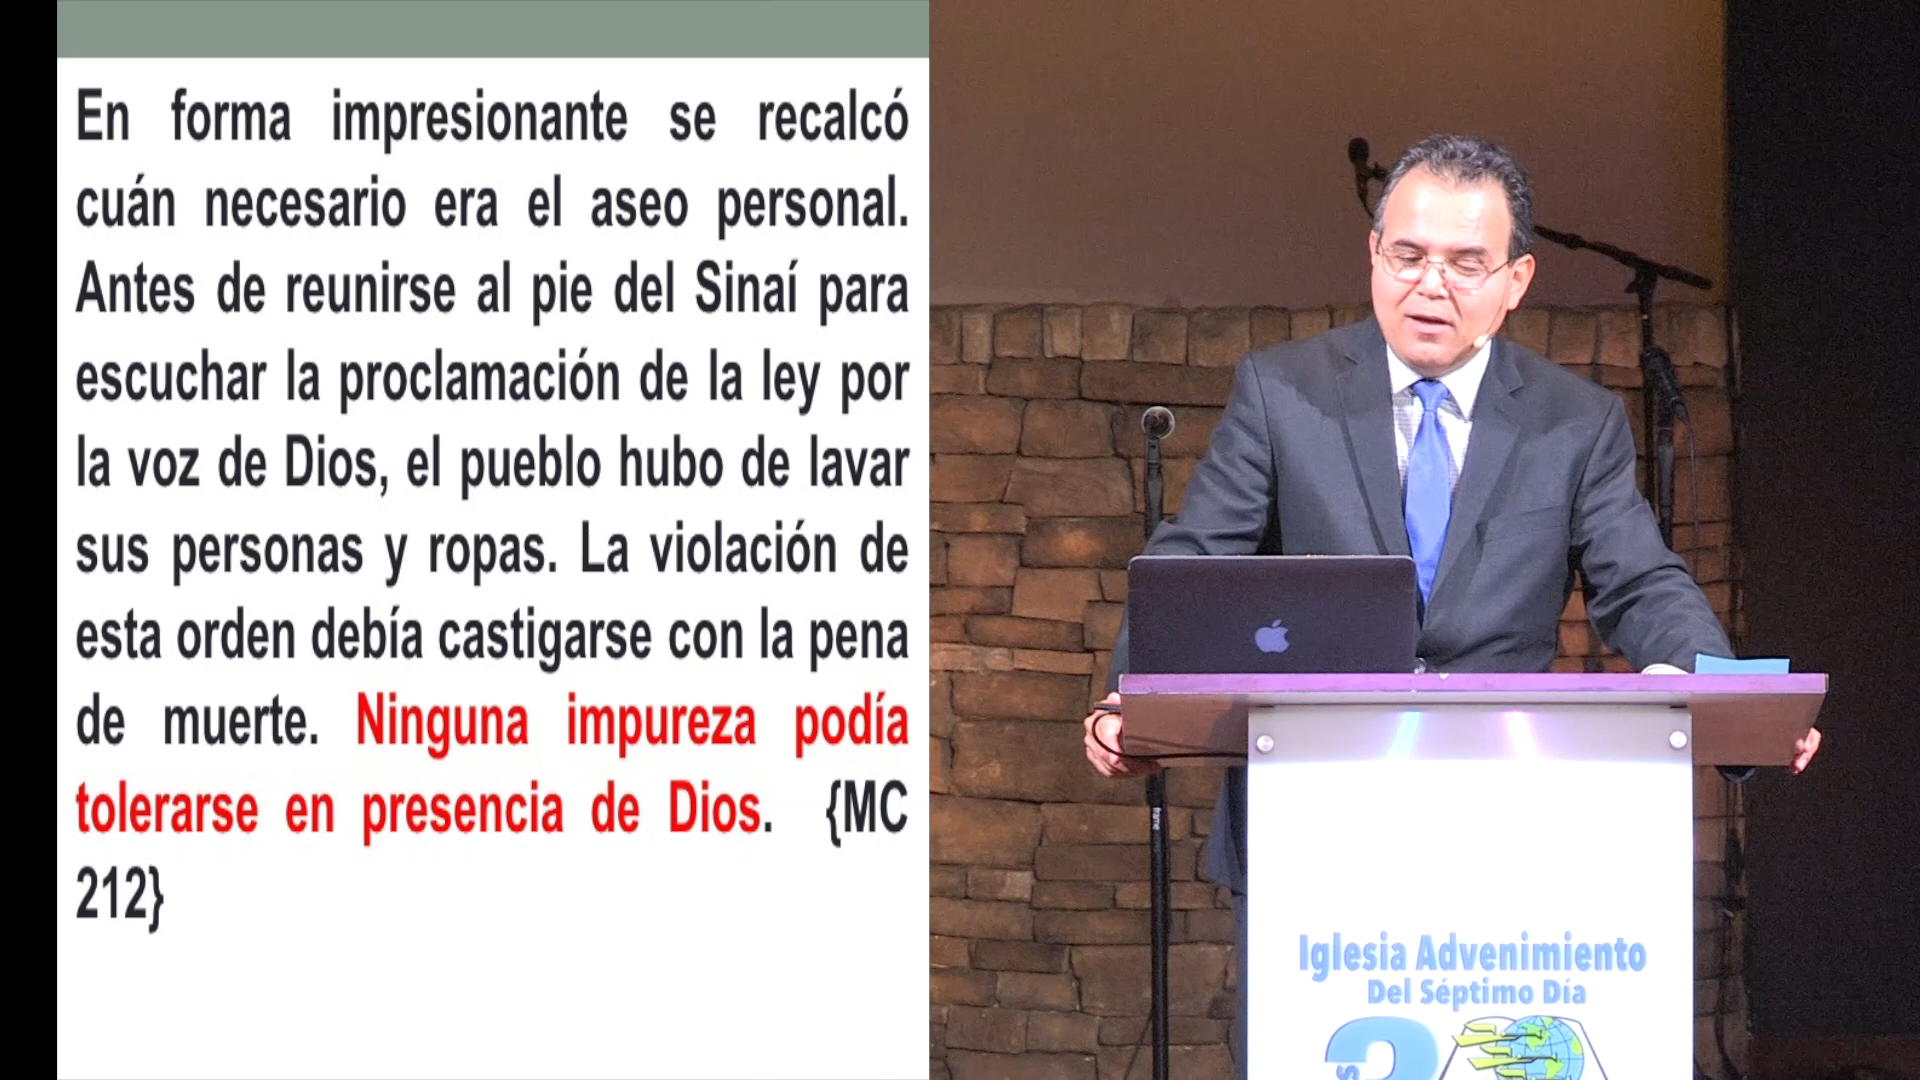 En forma impresionante se recalcó
cuán necesario era el aseo personal.
Antes de reunirse al pie del Sinaí para
escuchar la proclamación de la ley por
la voz de Dios, el pueblo hubo de lavar
sus personas y ropas. La violación de
esta orden debía castigarse con la pena
de muerte. Ninguna impureza podía
tolerarse en presencia de Dios. {MC
212}
Iglesia Advenimiento
Del Séptimo Día